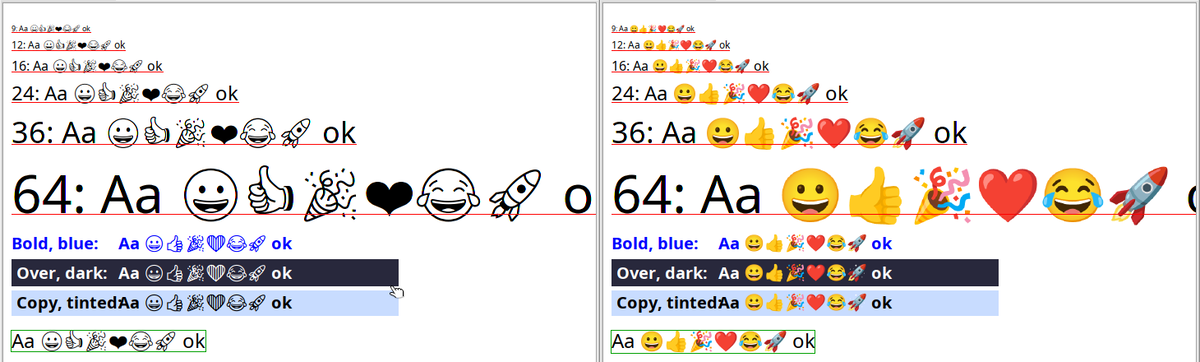 9: Aa 😀👍🎉❤😂🚀 ok
12: Aa 😀👍🎉❤😂🚀 ok
16: Aa 😀👍🎉❤😂🚀 ok
24: Aa 😀👍🎉❤😂🚀 ok
36: Aa 😀👍🎉❤😂🚀 ok
64: Aa 😀👍🎉❤😂🚀 o
Bold, blue: Aa 😀👍🎉❤😂🚀 ok
Over, dark: Aa 😀👍🎉❤😂🚀 ok
Copy, tinted:Aa 😀👍🎉❤😂🚀 ok
Aa 😀👍🎉❤😂🚀 ok
9: Aa 😀👍🎉❤️😂🚀 ok
12: Aa 😀👍🎉❤️😂🚀 ok
16: Aa 😀👍🎉❤️😂🚀 ok
24: Aa 😀👍🎉❤️😂🚀 ok
36: Aa 😀👍🎉❤️😂🚀 ok
64: Aa 😀👍🎉❤️😂🚀
Bold, blue: Aa 😀👍🎉❤️😂🚀 ok
Over, dark: Aa 😀👍🎉❤️😂🚀 ok
Copy, tinted:Aa 😀👍🎉❤️😂🚀 ok
Aa 😀👍🎉❤️😂🚀 ok